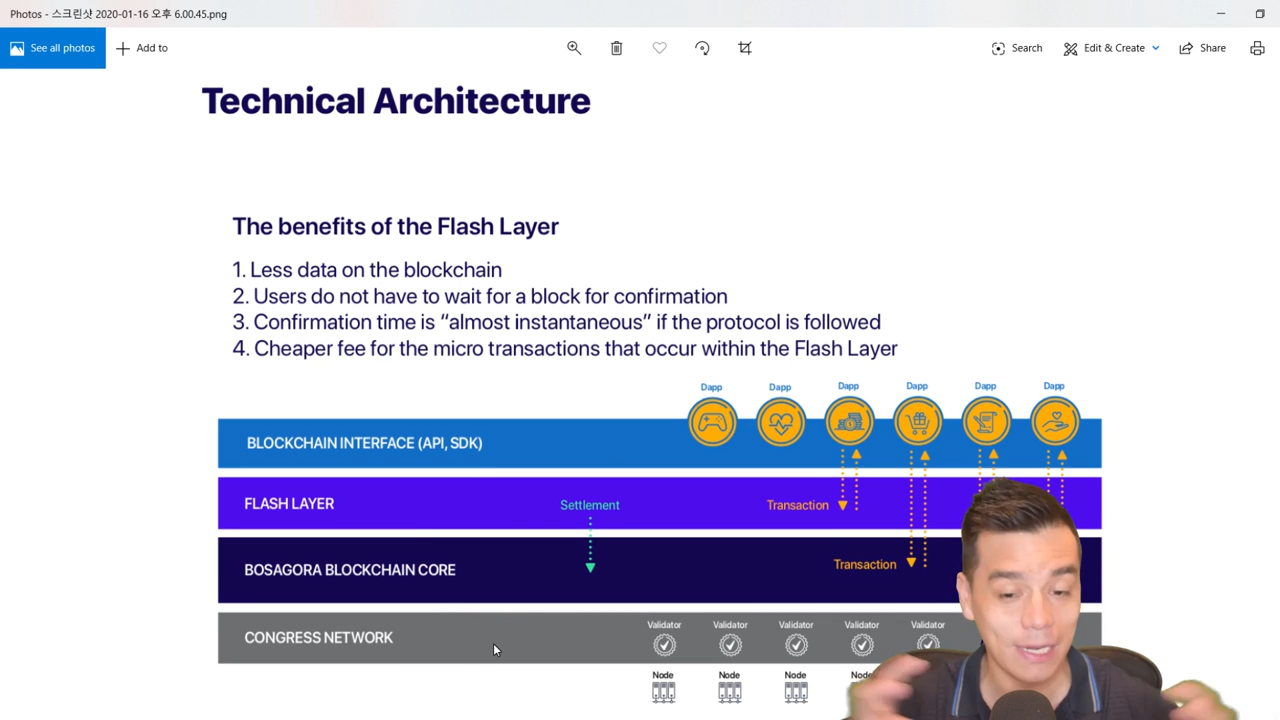 Photos - 스크린샷 2020-01-16 오후 6.00.45.png
See all photos
Add to
Search
Edit & Create
Share
Technical Architecture
The benefits of the Flash Layer
1. Less data on the blockchain
2. Users do not have to wait for a block for confirmation
3. Confirmation time is “almost instantaneous” if the protocol is followed
4. Cheaper fee for the micro transactions that occur within the Flash Layer
Dapp Dapp Dapp Dapp Dapp Dapp
BLOCKCHAIN INTERFACE (API, SDK)
FLASH LAYER Settlement Transaction
BOSAGORA BLOCKCHAIN CORE Transaction
Validator Validator Validator Validator Validator
CONGRESS NETWORK
Node Node Node Node